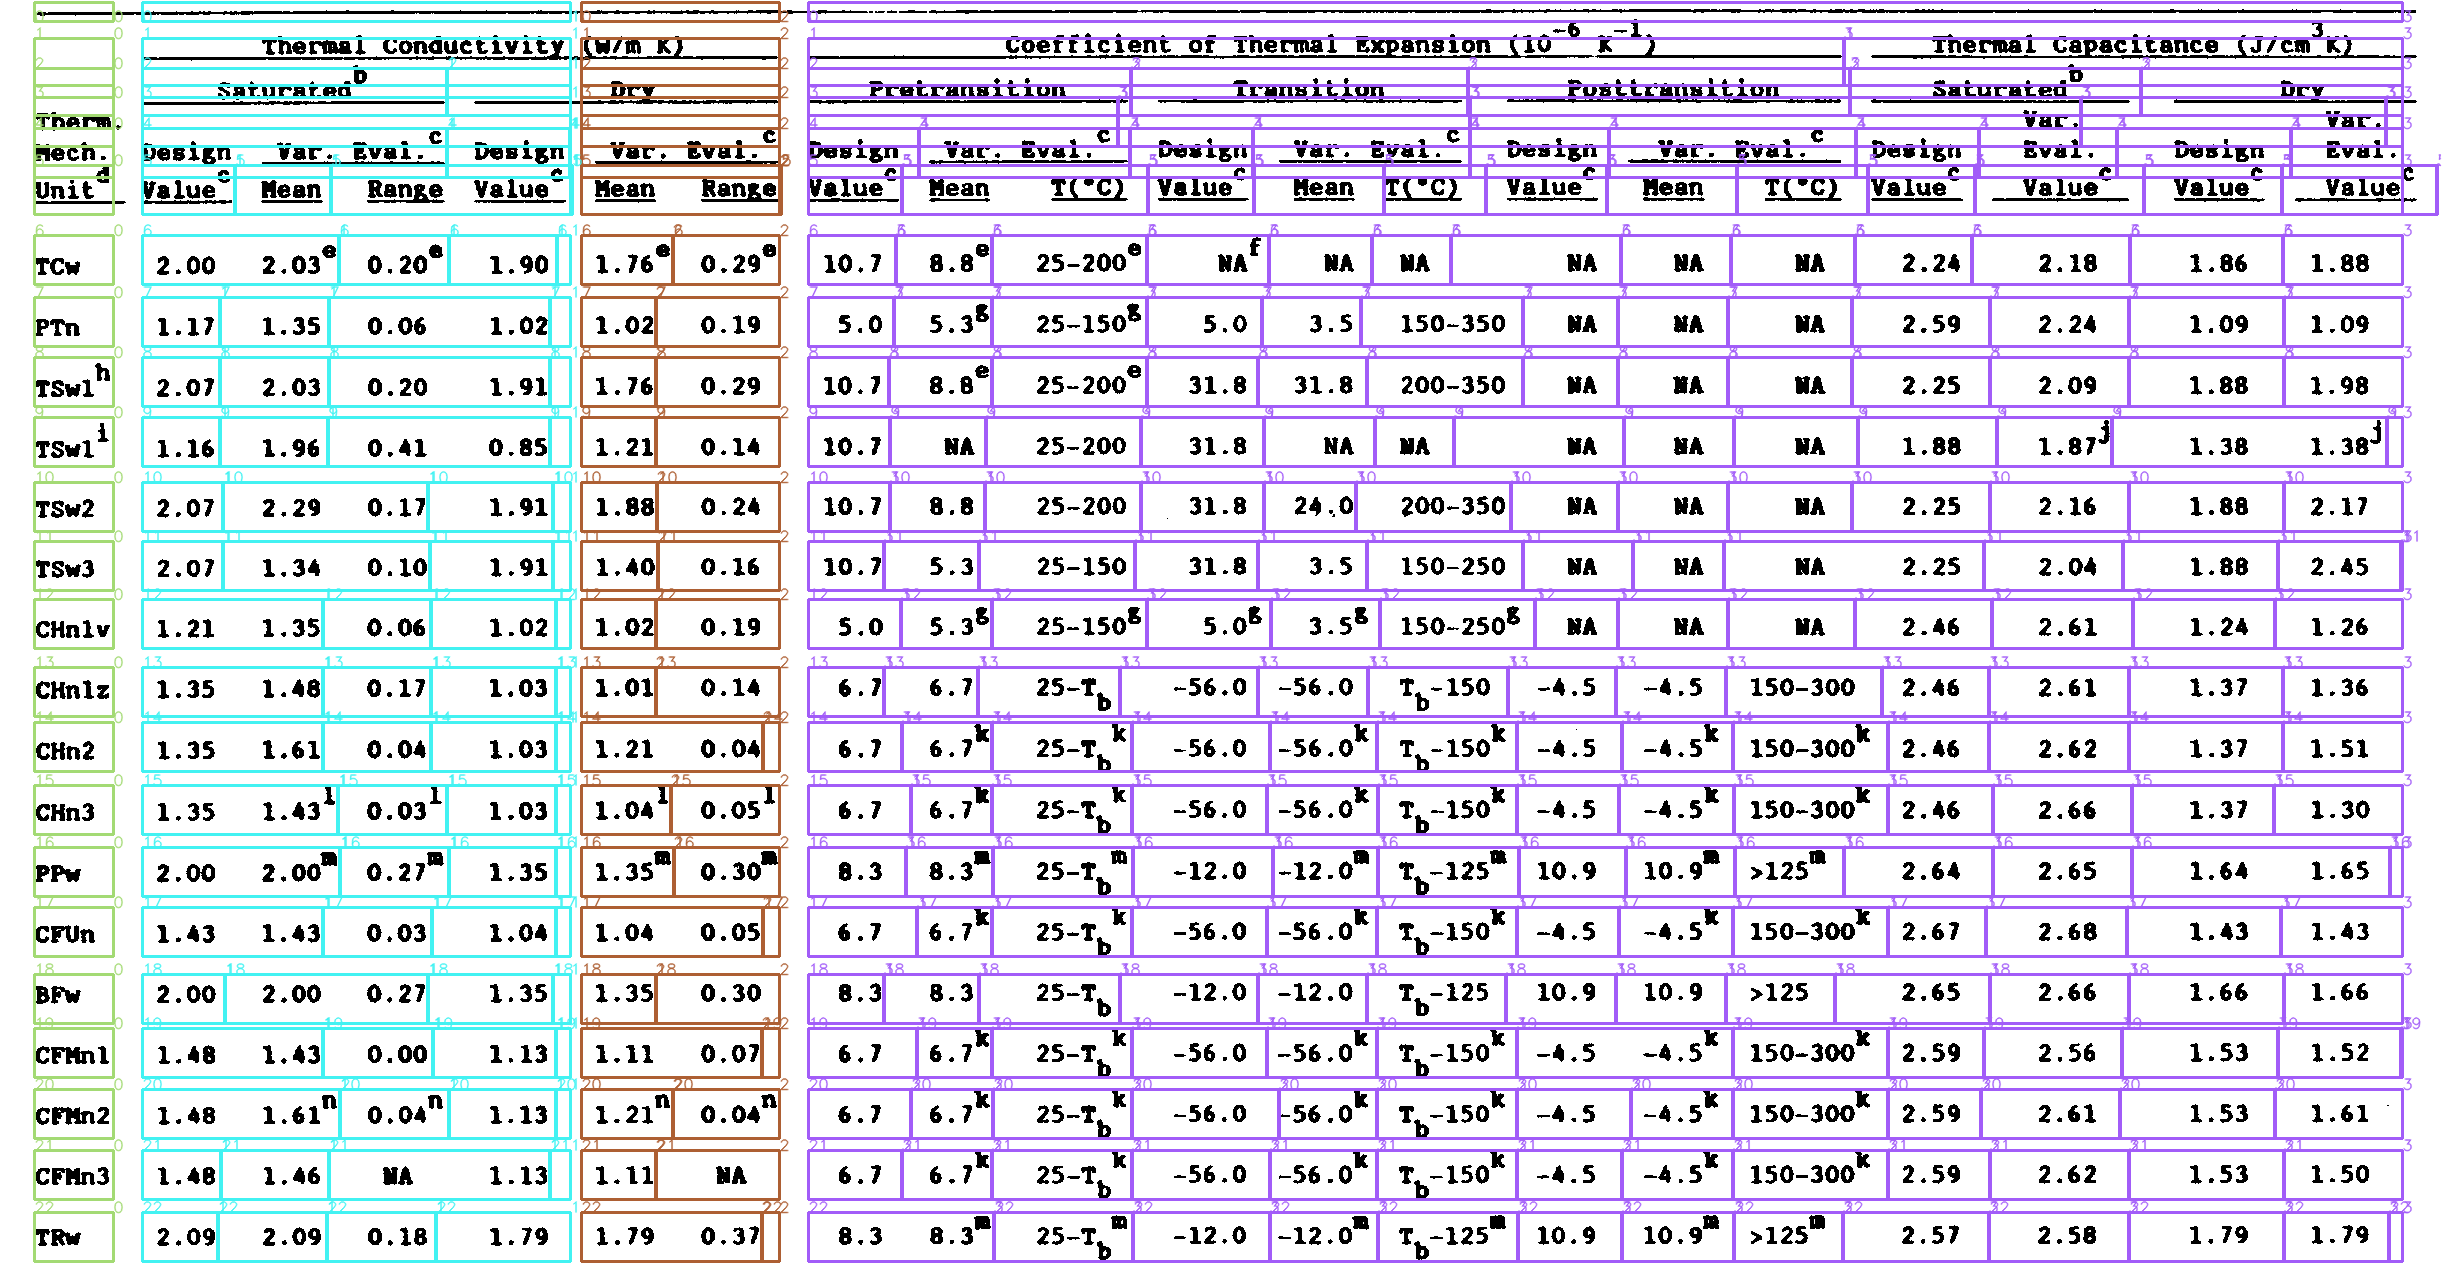 Thermal Conductivity (W/m K) Coefficient of Thermal Expansion (10^-6 K^-1) Thermal Capacitance (J/cm^3 K)
Saturated^b Dry Pretransition Transition Posttransition Saturated^b Dry
Therm. Var. Var.
Mech. Design Var. Eval.^c Design Var. Eval.^c Design Var. Eval.^c Design Var. Eval.^c Design Var. Eval.^c Design Eval. Design Eval.
Unit^d Value^c Mean Range Value^c Mean Range Value^c Mean T(°C) Value^c Mean T(°C) Value^c Mean T(°C) Value^c Value^c Value^c Value^c
TCw 2.00 2.03^e 0.20^e 1.90 1.76^e 0.29^e 10.7 8.8^e 25-200^e NA^f NA NA NA NA NA 2.24 2.18 1.86 1.88
PTn 1.17 1.35 0.06 1.02 1.02 0.19 5.0 5.3^g 25-150^g 5.0 3.5 150-350 NA NA NA 2.59 2.24 1.09 1.09
TSw1^h 2.07 2.03 0.20 1.91 1.76 0.29 10.7 8.8^e 25-200^e 31.8 31.8 200-350 NA NA NA 2.25 2.09 1.88 1.98
TSw1^i 1.16 1.96 0.41 0.85 1.21 0.14 10.7 NA 25-200 31.8 NA NA NA NA NA 1.88 1.87^j 1.38 1.38^j
TSw2 2.07 2.29 0.17 1.91 1.88 0.24 10.7 8.8 25-200 31.8 24.0 200-350 NA NA NA 2.25 2.16 1.88 2.17
TSw3 2.07 1.34 0.10 1.91 1.40 0.16 10.7 5.3 25-150 31.8 3.5 150-250 NA NA NA 2.25 2.04 1.88 2.45
CHn1v 1.21 1.35 0.06 1.02 1.02 0.19 5.0 5.3^g 25-150^g 5.0^g 3.5^g 150-250^g NA NA NA 2.46 2.61 1.24 1.26
CHn1z 1.35 1.48 0.17 1.03 1.01 0.14 6.7 6.7 25-T_b -56.0 -56.0 T_b-150 -4.5 -4.5 150-300 2.46 2.61 1.37 1.36
CHn2 1.35 1.61 0.04 1.03 1.21 0.04 6.7 6.7^k 25-T_b^k -56.0 -56.0^k T_b-150^k -4.5 -4.5^k 150-300^k 2.46 2.62 1.37 1.51
CHn3 1.35 1.43^l 0.03^l 1.03 1.04^l 0.05^l 6.7 6.7^k 25-T_b^k -56.0 -56.0^k T_b-150^k -4.5 -4.5^k 150-300^k 2.46 2.66 1.37 1.30
PPw 2.00 2.00^m 0.27^m 1.35 1.35^m 0.30^m 8.3 8.3^m 25-T_b^m -12.0 -12.0^m T_b-125^m 10.9 10.9^m >125^m 2.64 2.65 1.64 1.65
CFUn 1.43 1.43 0.03 1.04 1.04 0.05 6.7 6.7^k 25-T_b^k -56.0 -56.0^k T_b-150^k -4.5 -4.5^k 150-300^k 2.67 2.68 1.43 1.43
BFw 2.00 2.00 0.27 1.35 1.35 0.30 8.3 8.3 25-T_b -12.0 -12.0 T_b-125 10.9 10.9 >125 2.65 2.66 1.66 1.66
CFMn1 1.48 1.43 0.00 1.13 1.11 0.07 6.7 6.7^k 25-T_b^k -56.0 -56.0^k T_b-150^k -4.5 -4.5^k 150-300^k 2.59 2.56 1.53 1.52
CFMn2 1.48 1.61^n 0.04^n 1.13 1.21^n 0.04^n 6.7 6.7^k 25-T_b^k -56.0 -56.0^k T_b-150^k -4.5 -4.5^k 150-300^k 2.59 2.61 1.53 1.61
CFMn3 1.48 1.46 NA 1.13 1.11 NA 6.7 6.7^k 25-T_b^k -56.0 -56.0^k T_b-150^k -4.5 -4.5^k 150-300^k 2.59 2.62 1.53 1.50
TRw 2.09 2.09 0.18 1.79 1.79 0.37 8.3 8.3^m 25-T_b^m -12.0 -12.0^m T_b-125^m 10.9 10.9^m >125^m 2.57 2.58 1.79 1.79